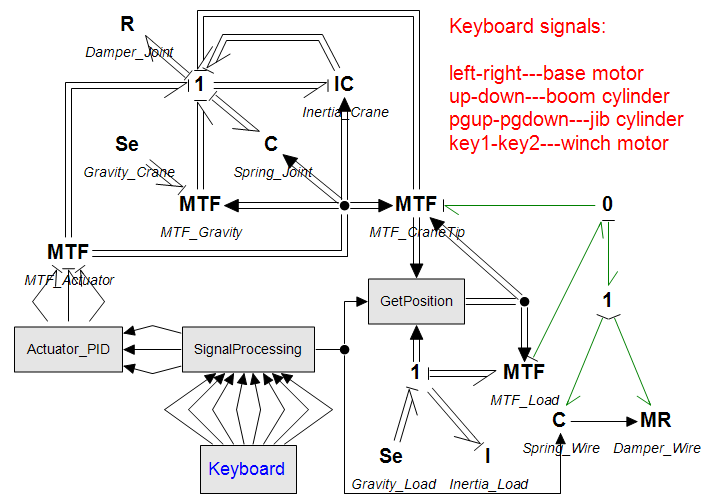 Keyboard signals:
left-right---base motor
up-down---boom cylinder
pgup-pgdown---jib cylinder
key1-key2---winch motor
R
Damper_Joint
1
IC
Inertia_Crane
Se
Gravity_Crane
C
Spring_Joint
MTF
MTF_Gravity
MTF
MTF_CraneTip
0
MTF
MTF_Actuator
GetPosition
1
Actuator_PID
SignalProcessing
1
MTF
MTF_Load
C
Spring_Wire
MR
Damper_Wire
Se
Gravity_Load
I
Inertia_Load
Keyboard